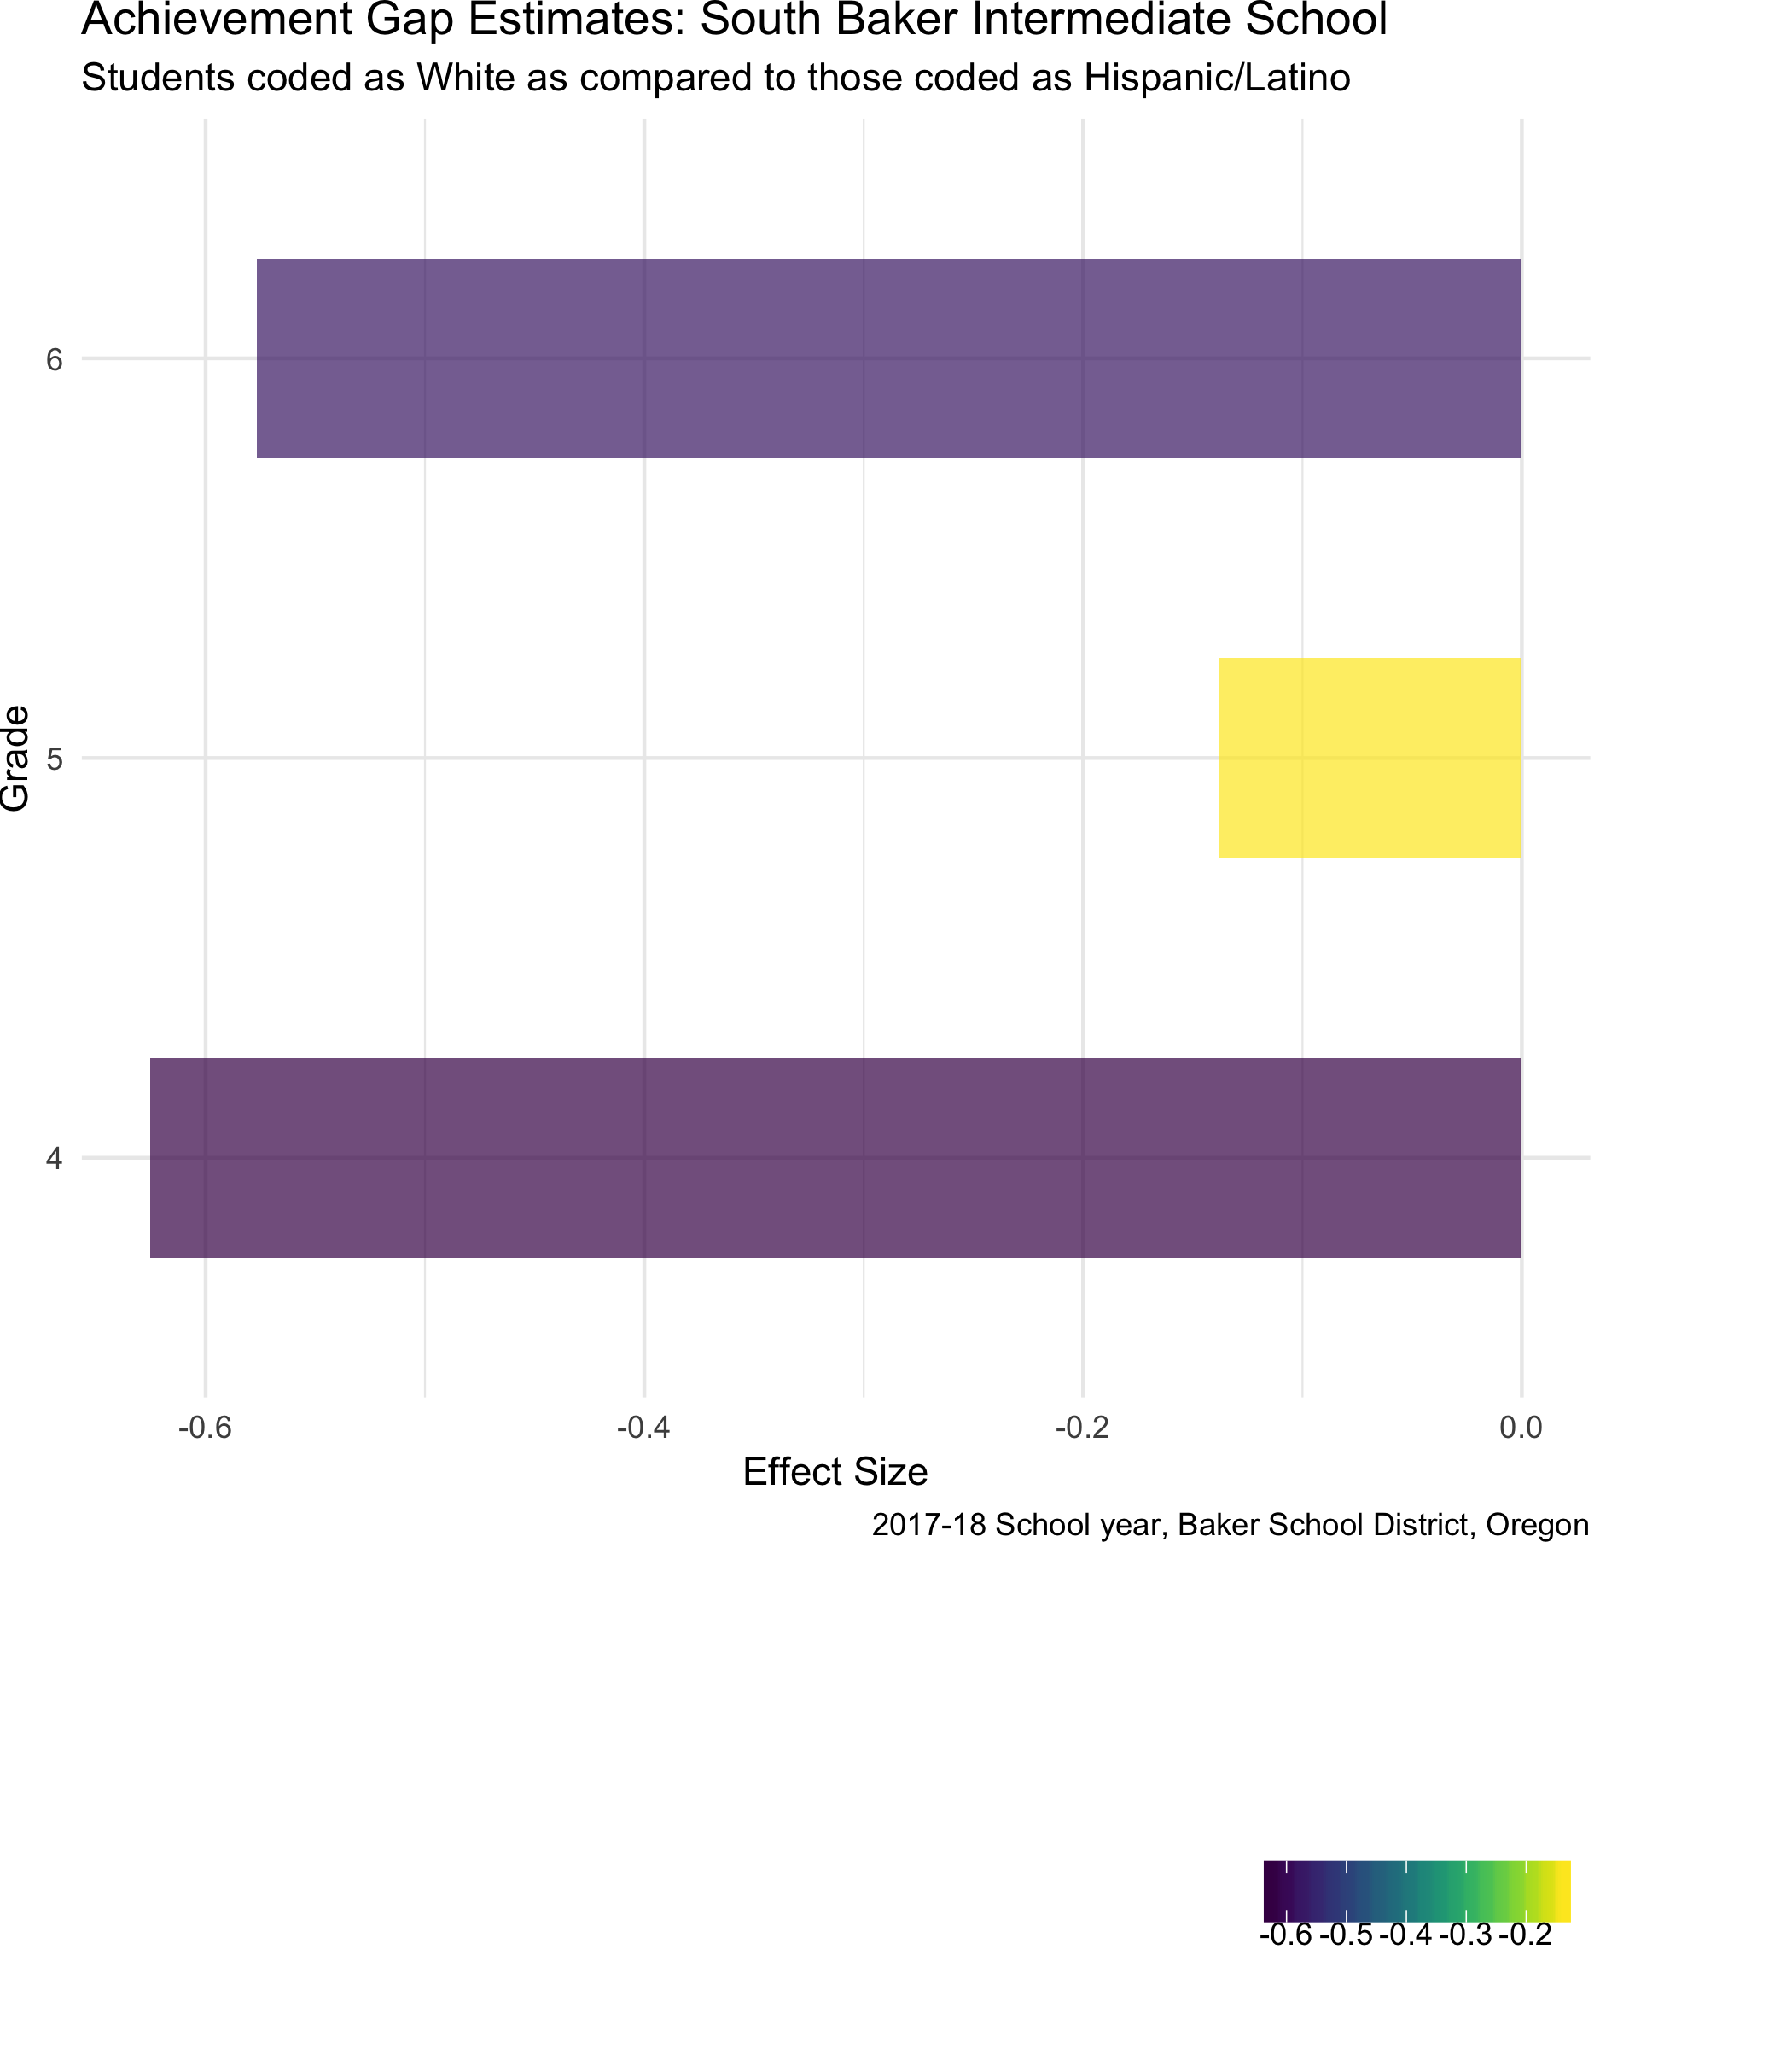 Achievement Gap Estimates: South Baker Intermediate School
Students coded as White as compared to those coded as Hispanic/Latino
6
5
4
Grade
-0.6 -0.4 -0.2 0.0
Effect Size
2017-18 School year, Baker School District, Oregon
-0.6 -0.5 -0.4 -0.3 -0.2